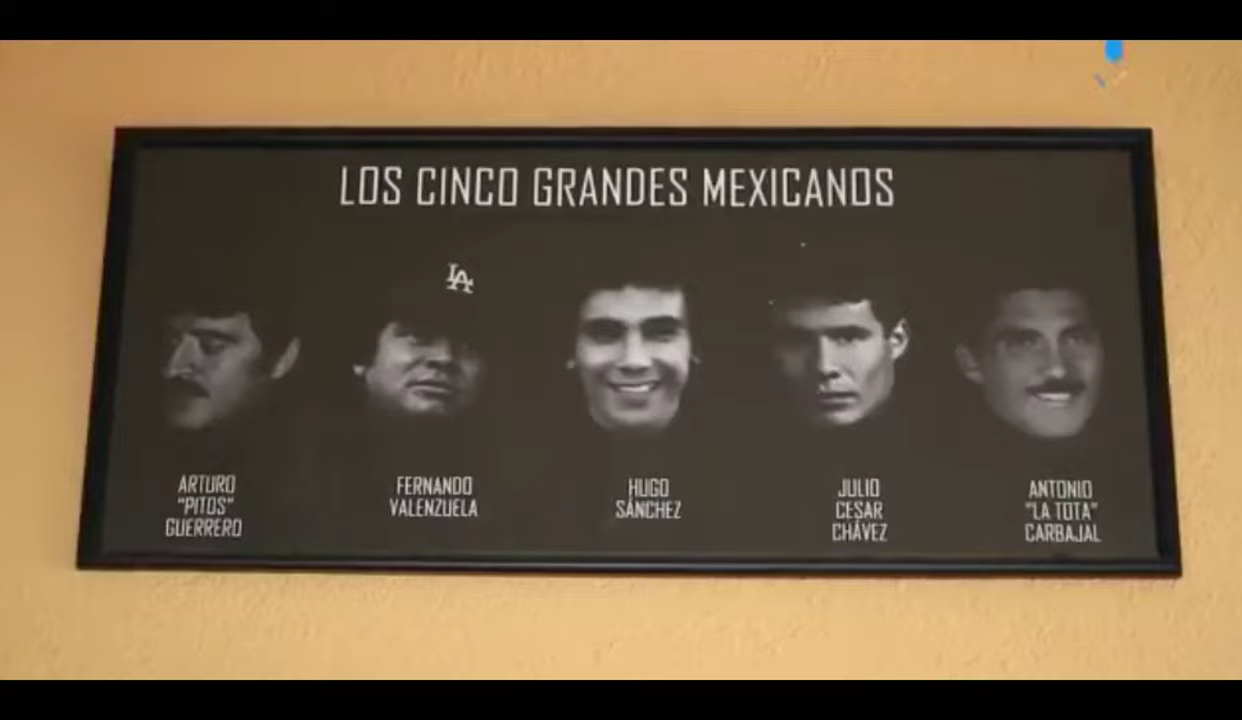 LOS CINCO GRANDES MEXICANOS
LA
ARTURO
"PITOS"
GUERRERO
FERNANDO
VALENZUELA
HUGO
SÁNCHEZ
JULIO
CESAR
CHÁVEZ
ANTONIO
"LA TOTA"
CARBAJAL